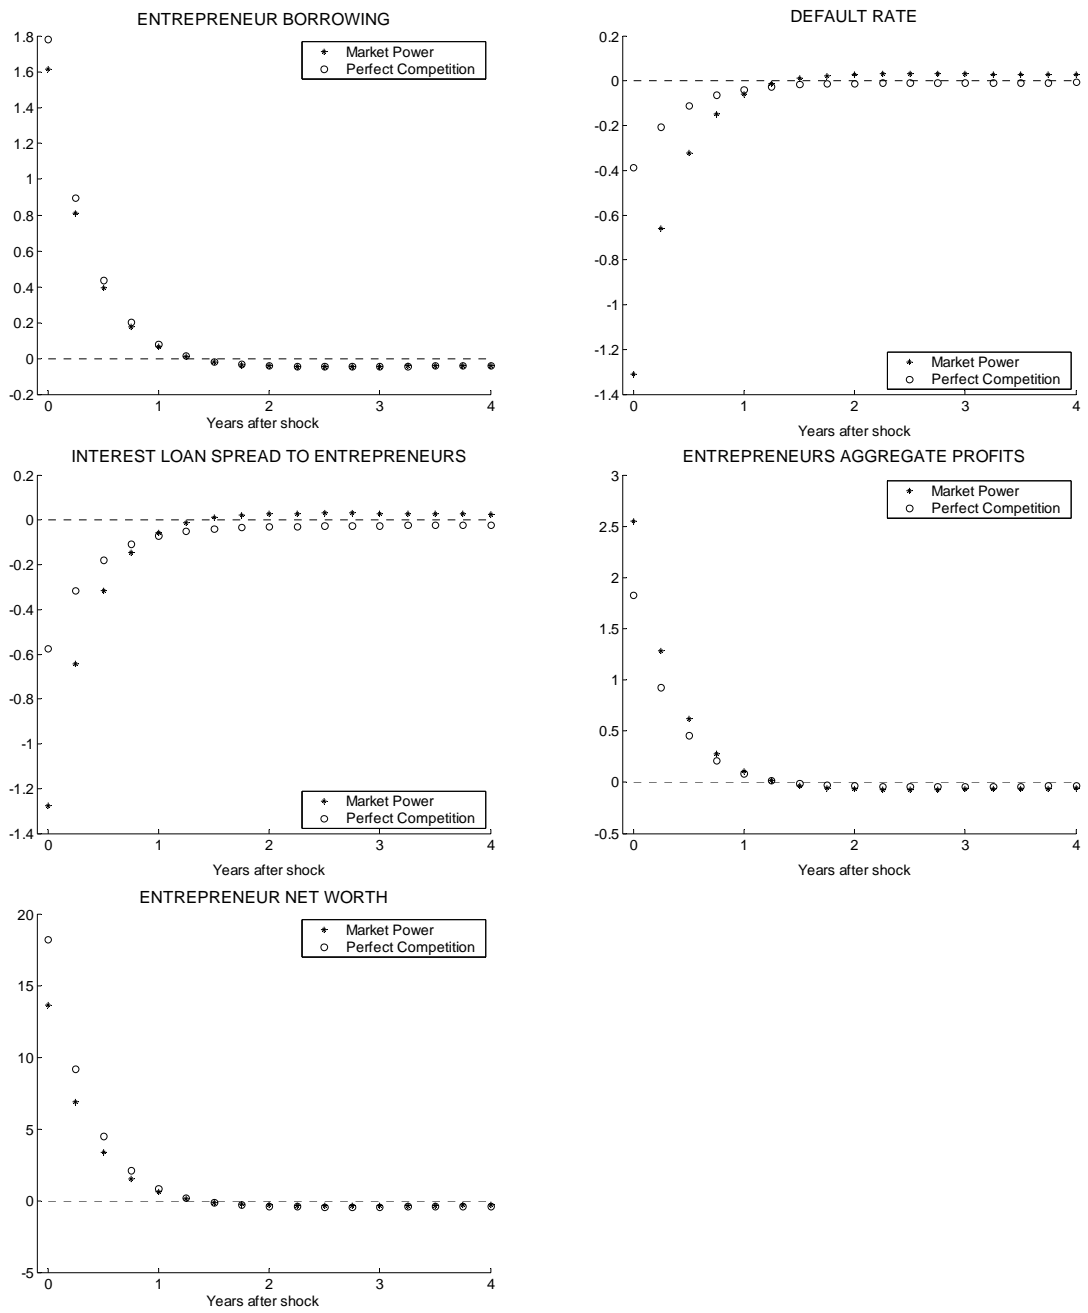 ENTREPRENEUR BORROWING
1.8
1.6
1.4
1.2
1
0.8
0.6
0.4
0.2
0
-0.2
Market Power
Perfect Competition
0 1 2 3 4
Years after shock
DEFAULT RATE
0.2
0
-0.2
-0.4
-0.6
-0.8
-1
-1.2
-1.4
Market Power
Perfect Competition
0 1 2 3 4
Years after shock
INTEREST LOAN SPREAD TO ENTREPRENEURS
0.2
0
-0.2
-0.4
-0.6
-0.8
-1
-1.2
-1.4
Market Power
Perfect Competition
0 1 2 3 4
Years after shock
ENTREPRENEURS AGGREGATE PROFITS
3
2.5
2
1.5
1
0.5
0
-0.5
Market Power
Perfect Competition
0 1 2 3 4
Years after shock
ENTREPRENEUR NET WORTH
20
15
10
5
0
-5
Market Power
Perfect Competition
0 1 2 3 4
Years after shock